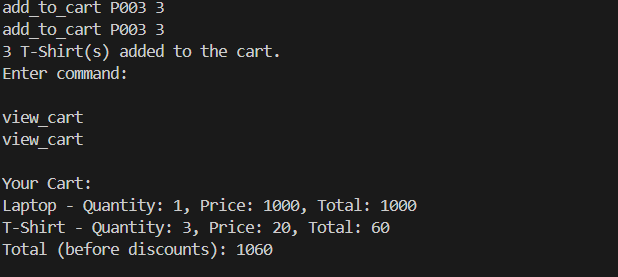 add_to_cart P003 3
add_to_cart P003 3
3 T-Shirt(s) added to the cart.
Enter command:
view_cart
view_cart
Your Cart:
Laptop - Quantity: 1, Price: 1000, Total: 1000
T-Shirt - Quantity: 3, Price: 20, Total: 60
Total (before discounts): 1060